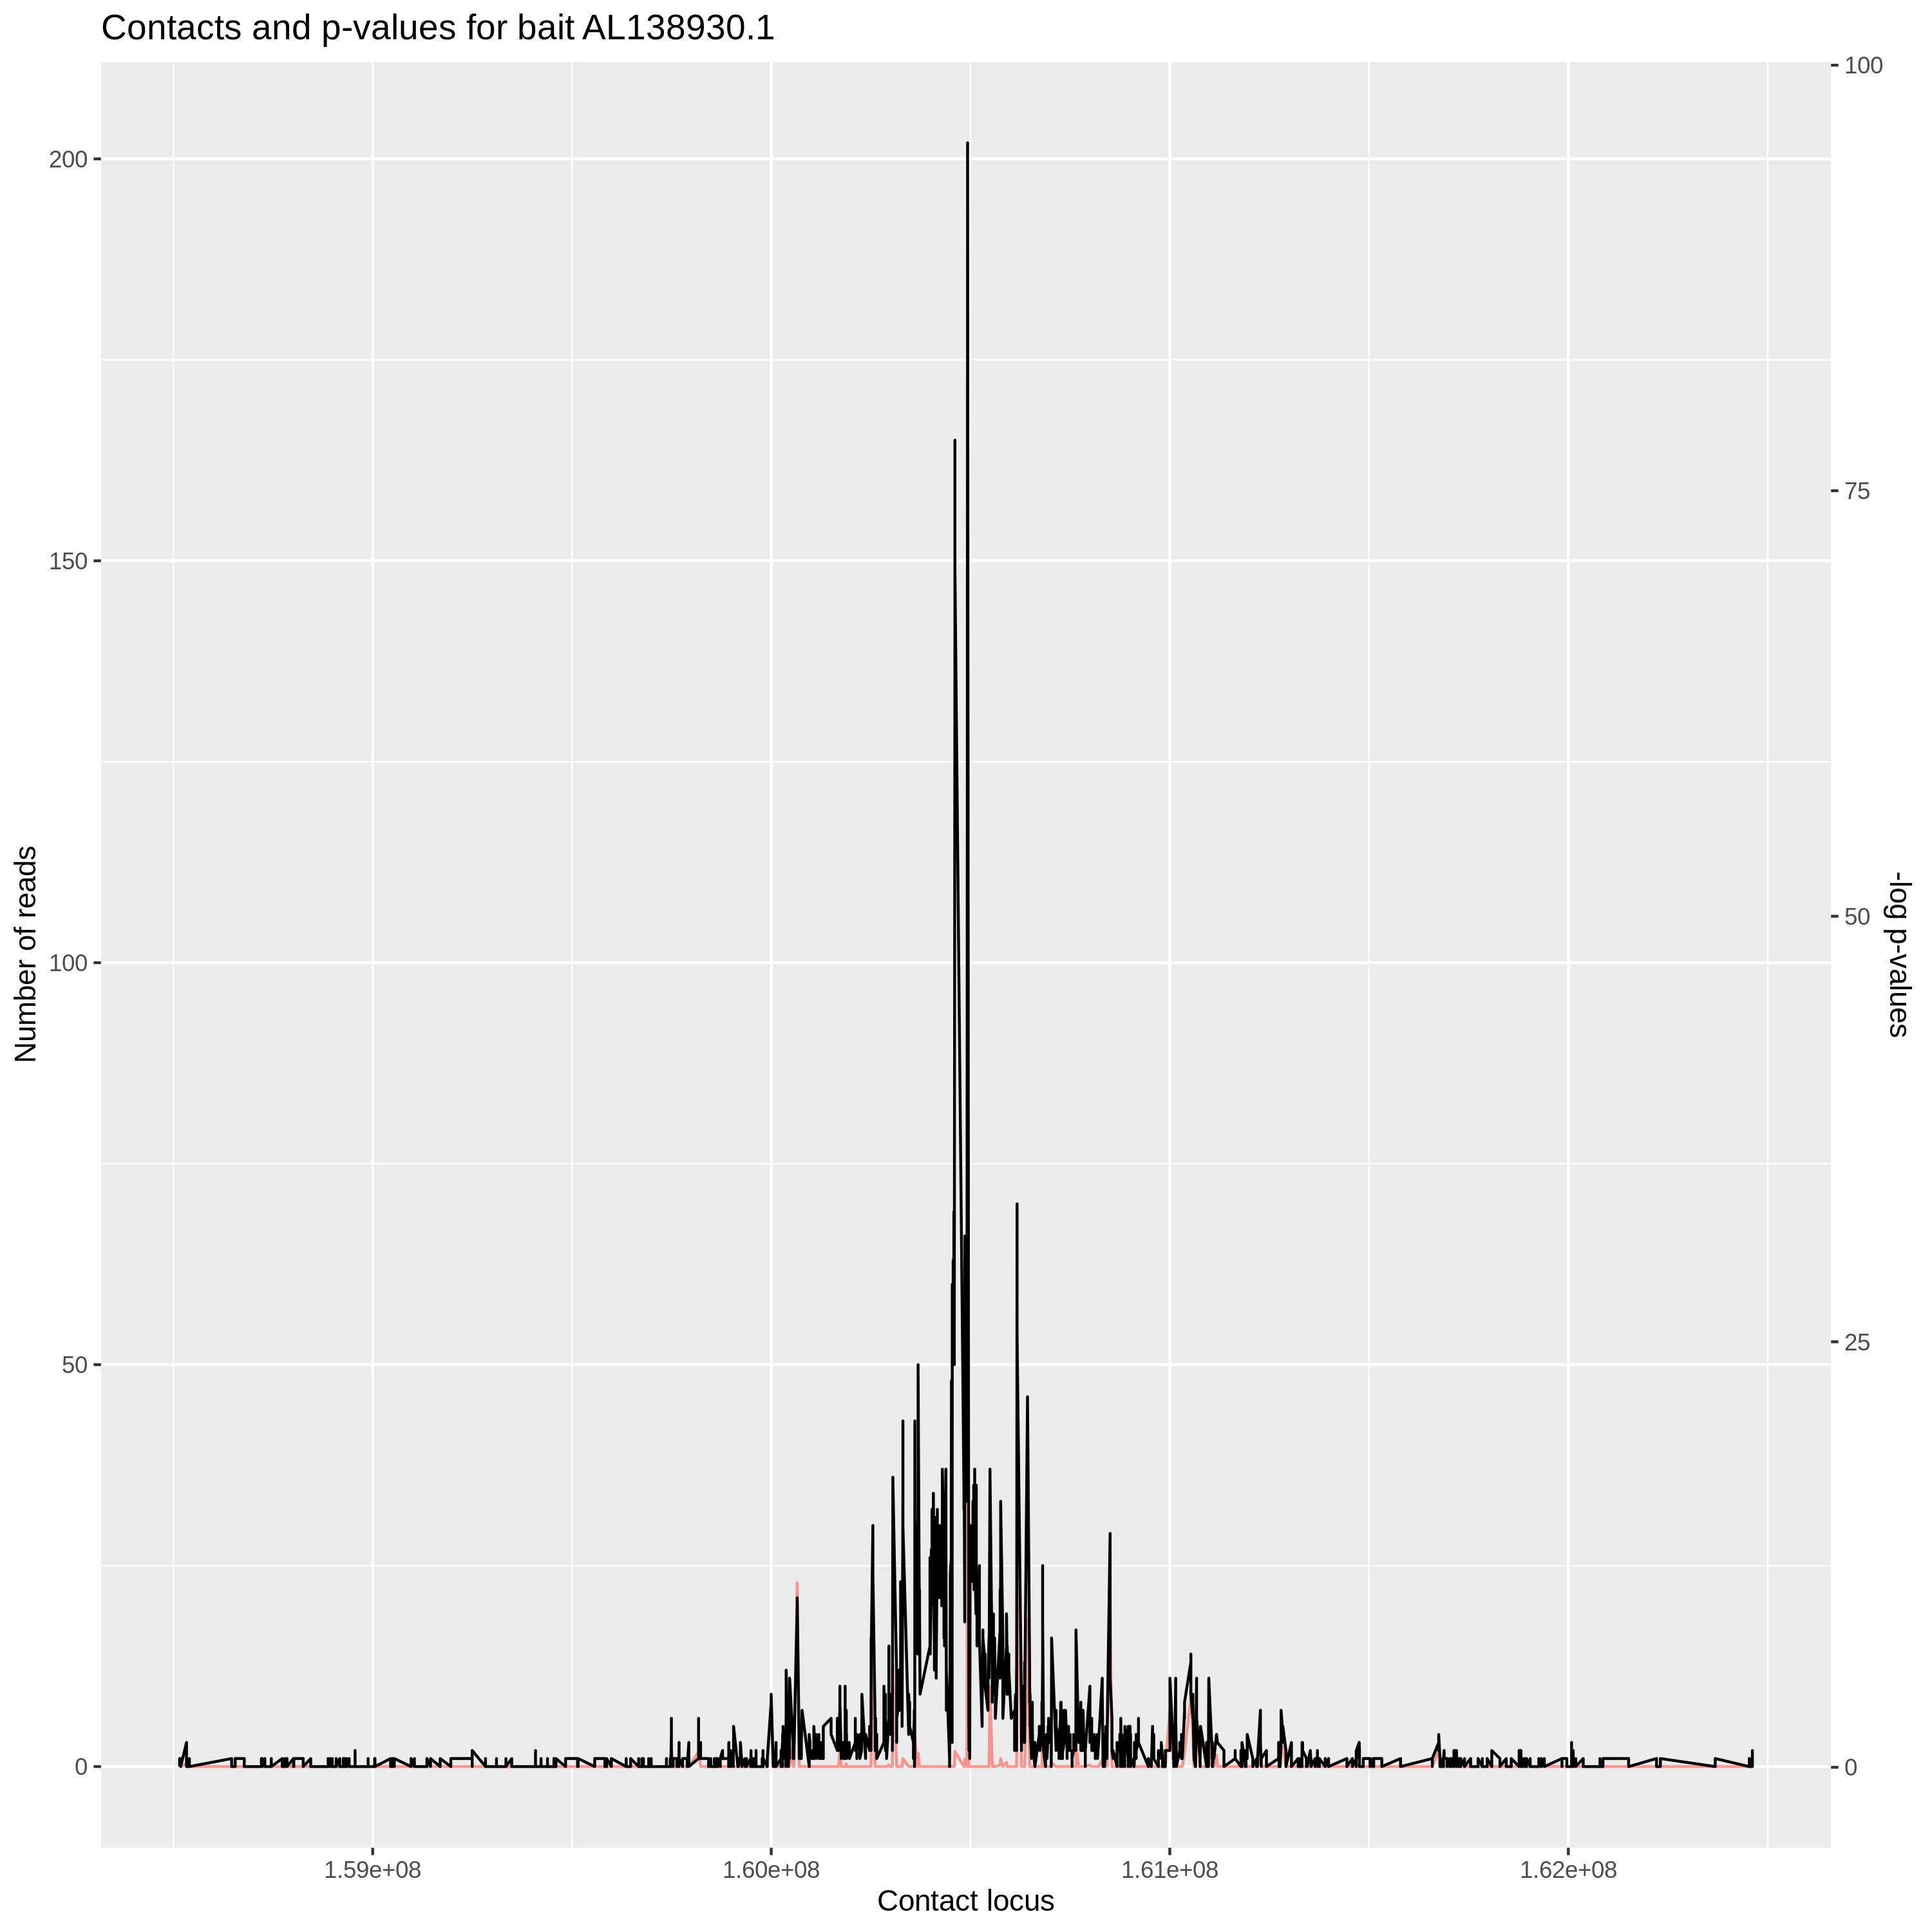 Contacts and p-values for bait AL138930.1
Number of reads
200
150
100
50
0
100
75
50
25
0
-log p-values
1.59e+08
1.60e+08
1.61e+08
1.62e+08
Contact locus